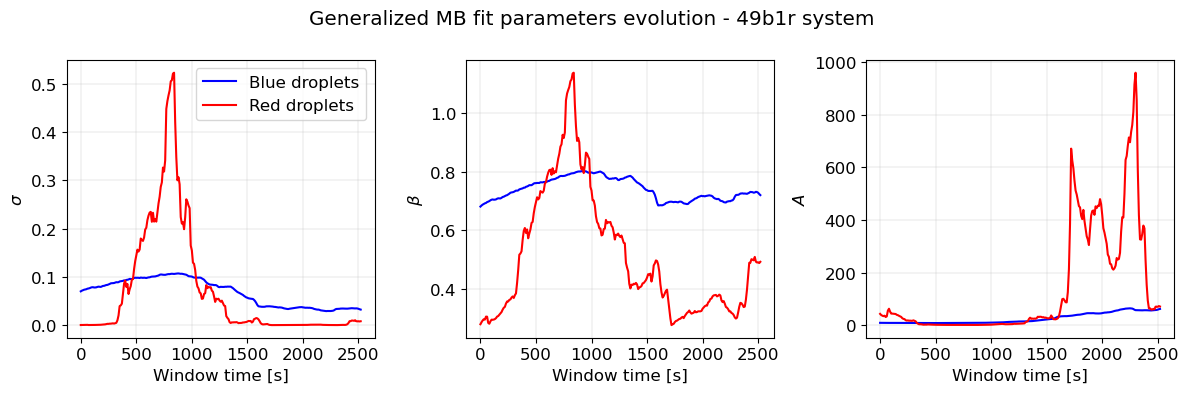 Generalized MB fit parameters evolution - 49b1r system
σ
0.5
0.4
0.3
0.2
0.1
0.0
0 500 1000 1500 2000 2500
Window time [s]
Blue droplets
Red droplets
β
1.0
0.8
0.6
0.4
0 500 1000 1500 2000 2500
Window time [s]
A
1000
800
600
400
200
0
0 500 1000 1500 2000 2500
Window time [s]